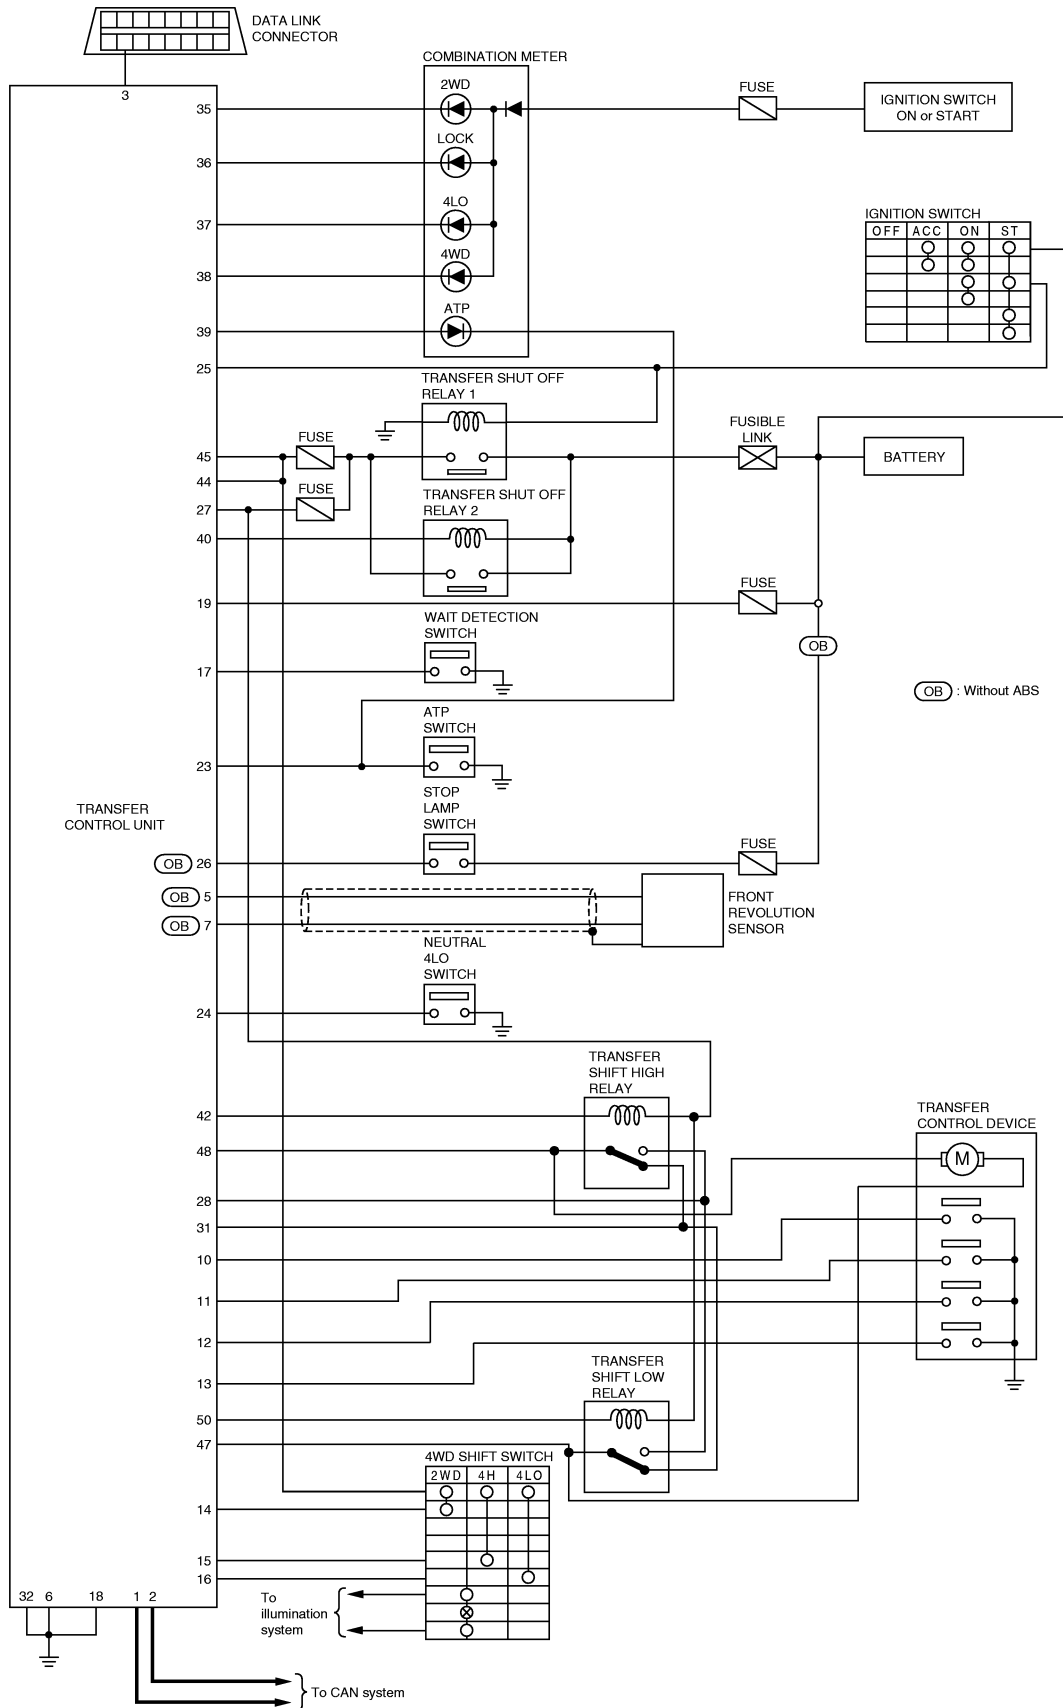 DATA LINK
CONNECTOR
3
COMBINATION METER
2WD
LOCK
4LO
4WD
ATP
FUSE
IGNITION SWITCH
ON or START
IGNITION SWITCH
OFF ACC ON ST
35
36
37
38
39
25
TRANSFER SHUT OFF
RELAY 1
FUSE
FUSIBLE
LINK
BATTERY
45
44
27
FUSE
TRANSFER SHUT OFF
RELAY 2
40
19
FUSE
OB
WAIT DETECTION
SWITCH
17
OB : Without ABS
ATP
SWITCH
23
TRANSFER
CONTROL UNIT
STOP
LAMP
SWITCH
FUSE
OB 26
OB 5
OB 7
FRONT
REVOLUTION
SENSOR
NEUTRAL
4LO
SWITCH
24
TRANSFER
SHIFT HIGH
RELAY
42
48
28
31
10
11
12
13
50
47
TRANSFER
CONTROL DEVICE
M
TRANSFER
SHIFT LOW
RELAY
4WD SHIFT SWITCH
2WD 4H 4LO
14
15
16
To
illumination
system
32 6 18 1 2
To CAN system